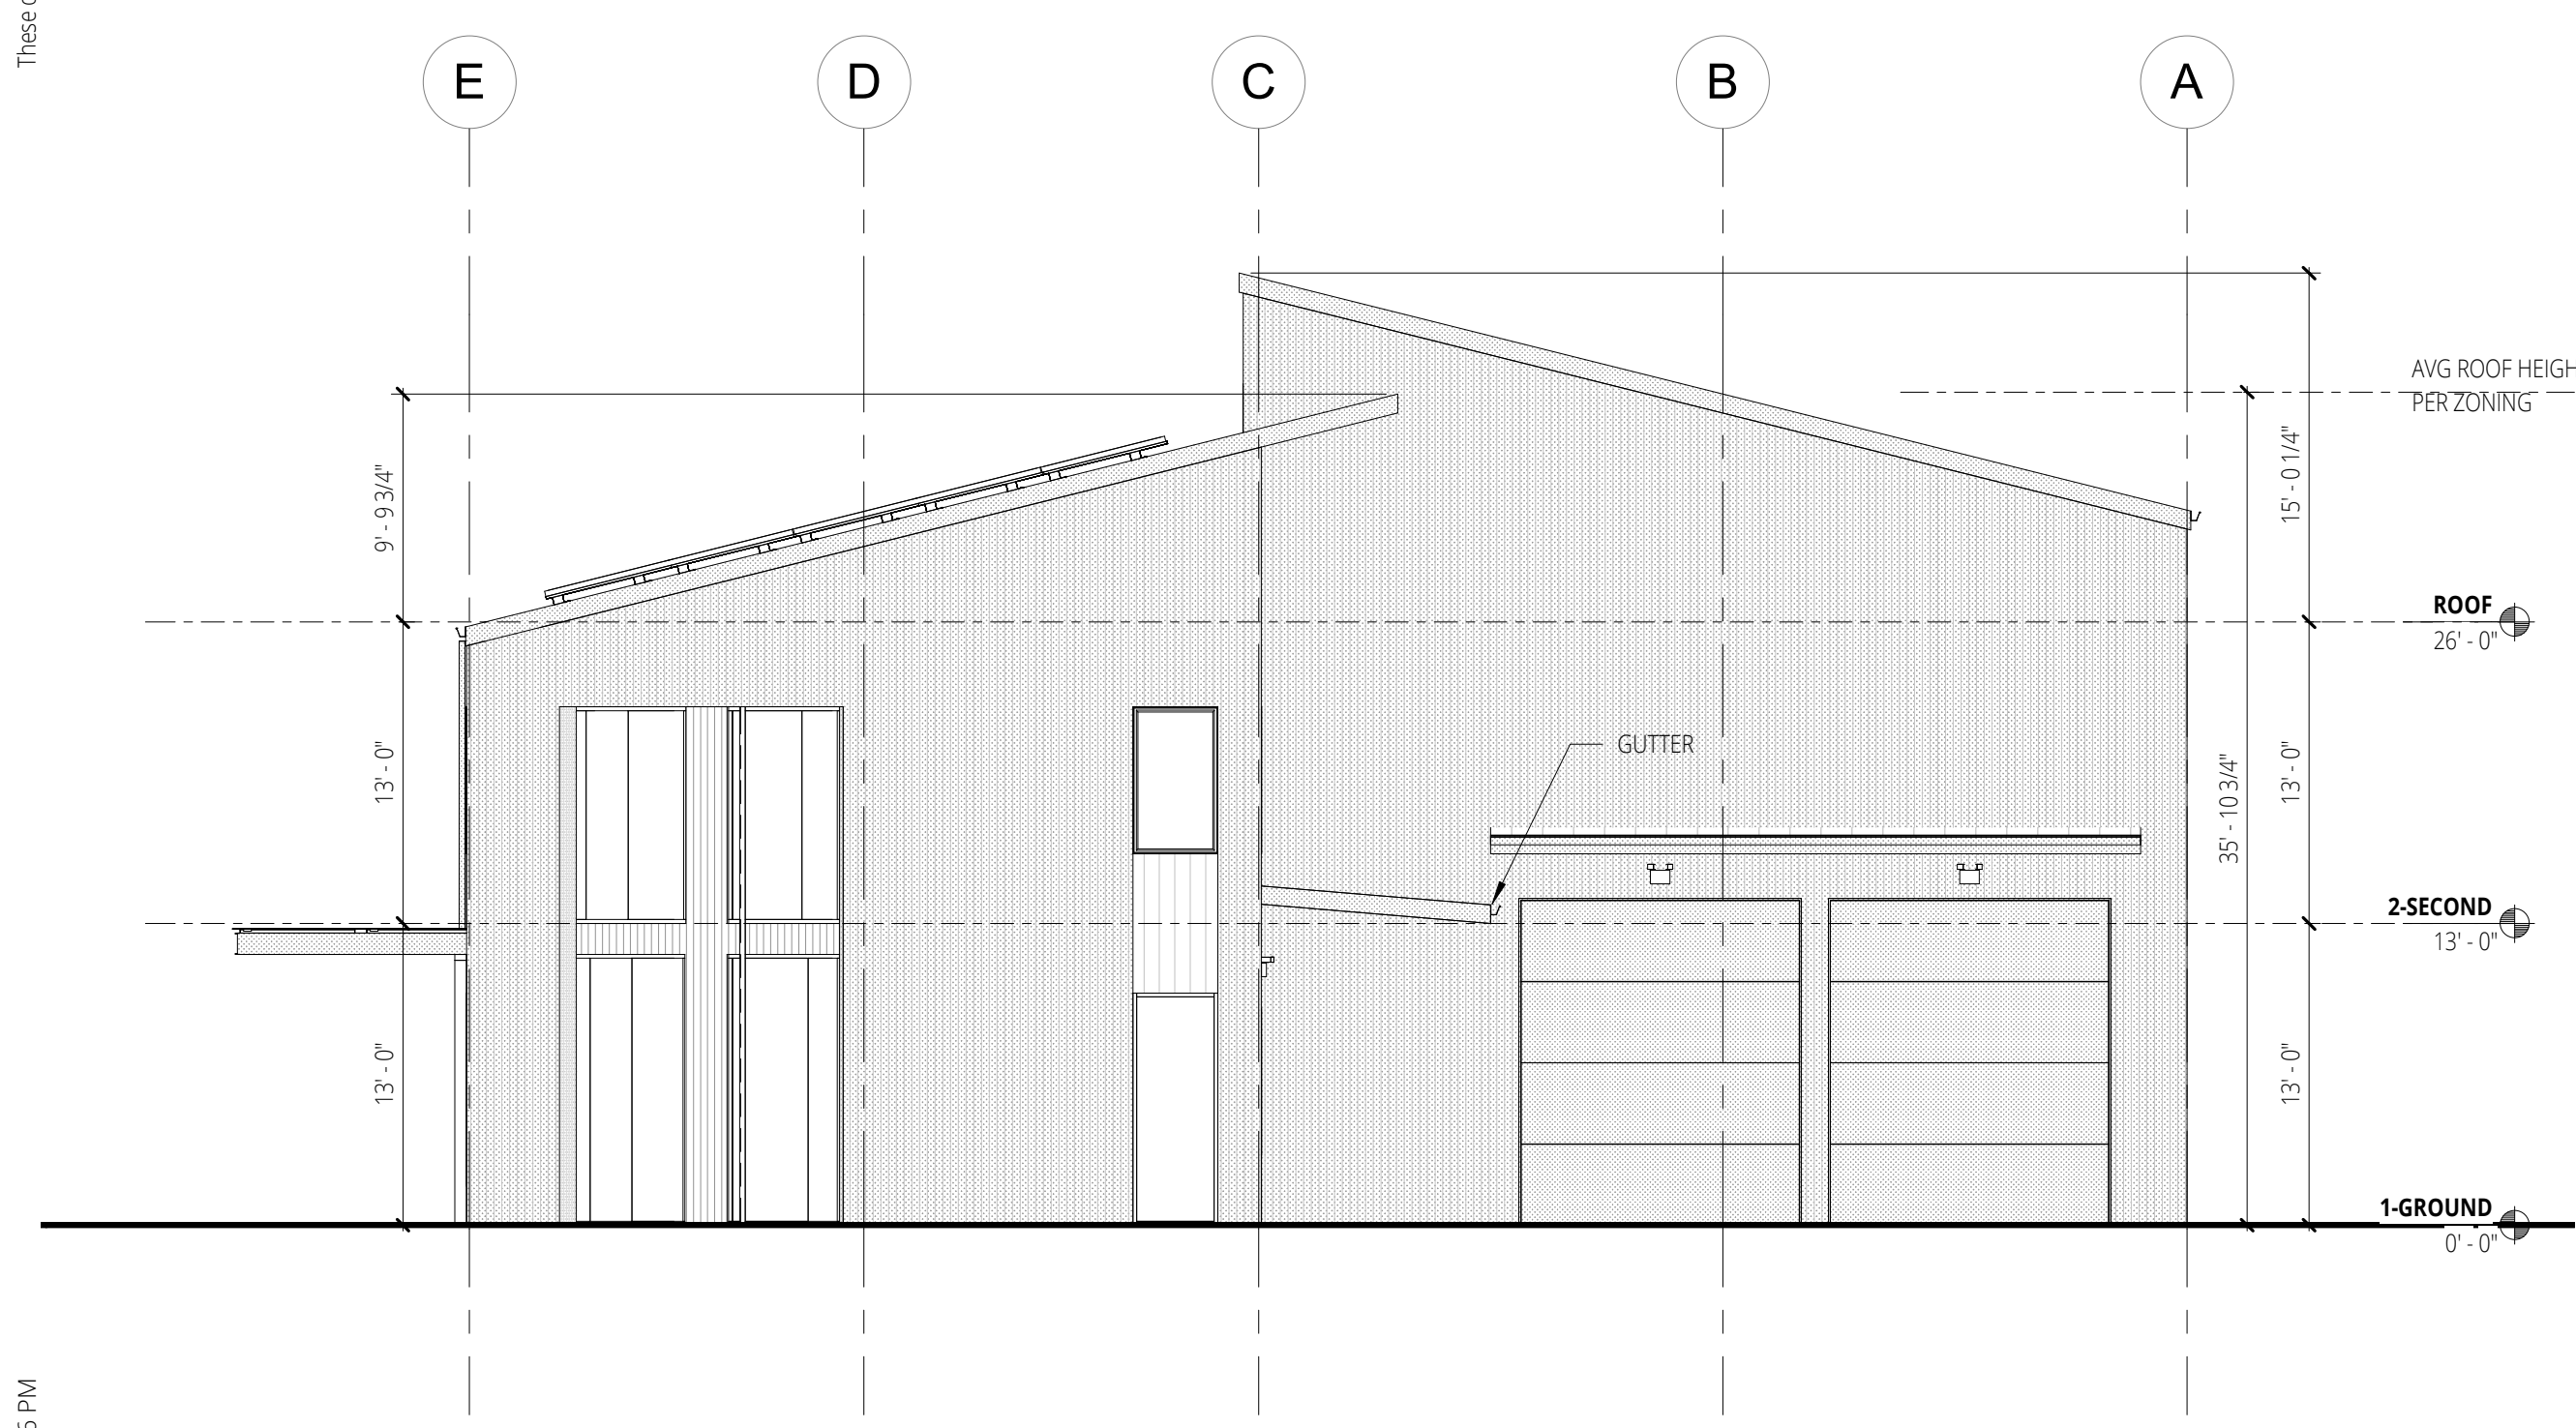 These
E
D
C
B
A
AVG ROOF HEIGH
PER ZONING
9' - 9 3/4"
15' - 0 1/4"
ROOF
26' - 0"
GUTTER
13' - 0"
35' - 10 3/4"
13' - 0"
2-SECOND
13' - 0"
13' - 0"
13' - 0"
1-GROUND
0' - 0"
PM